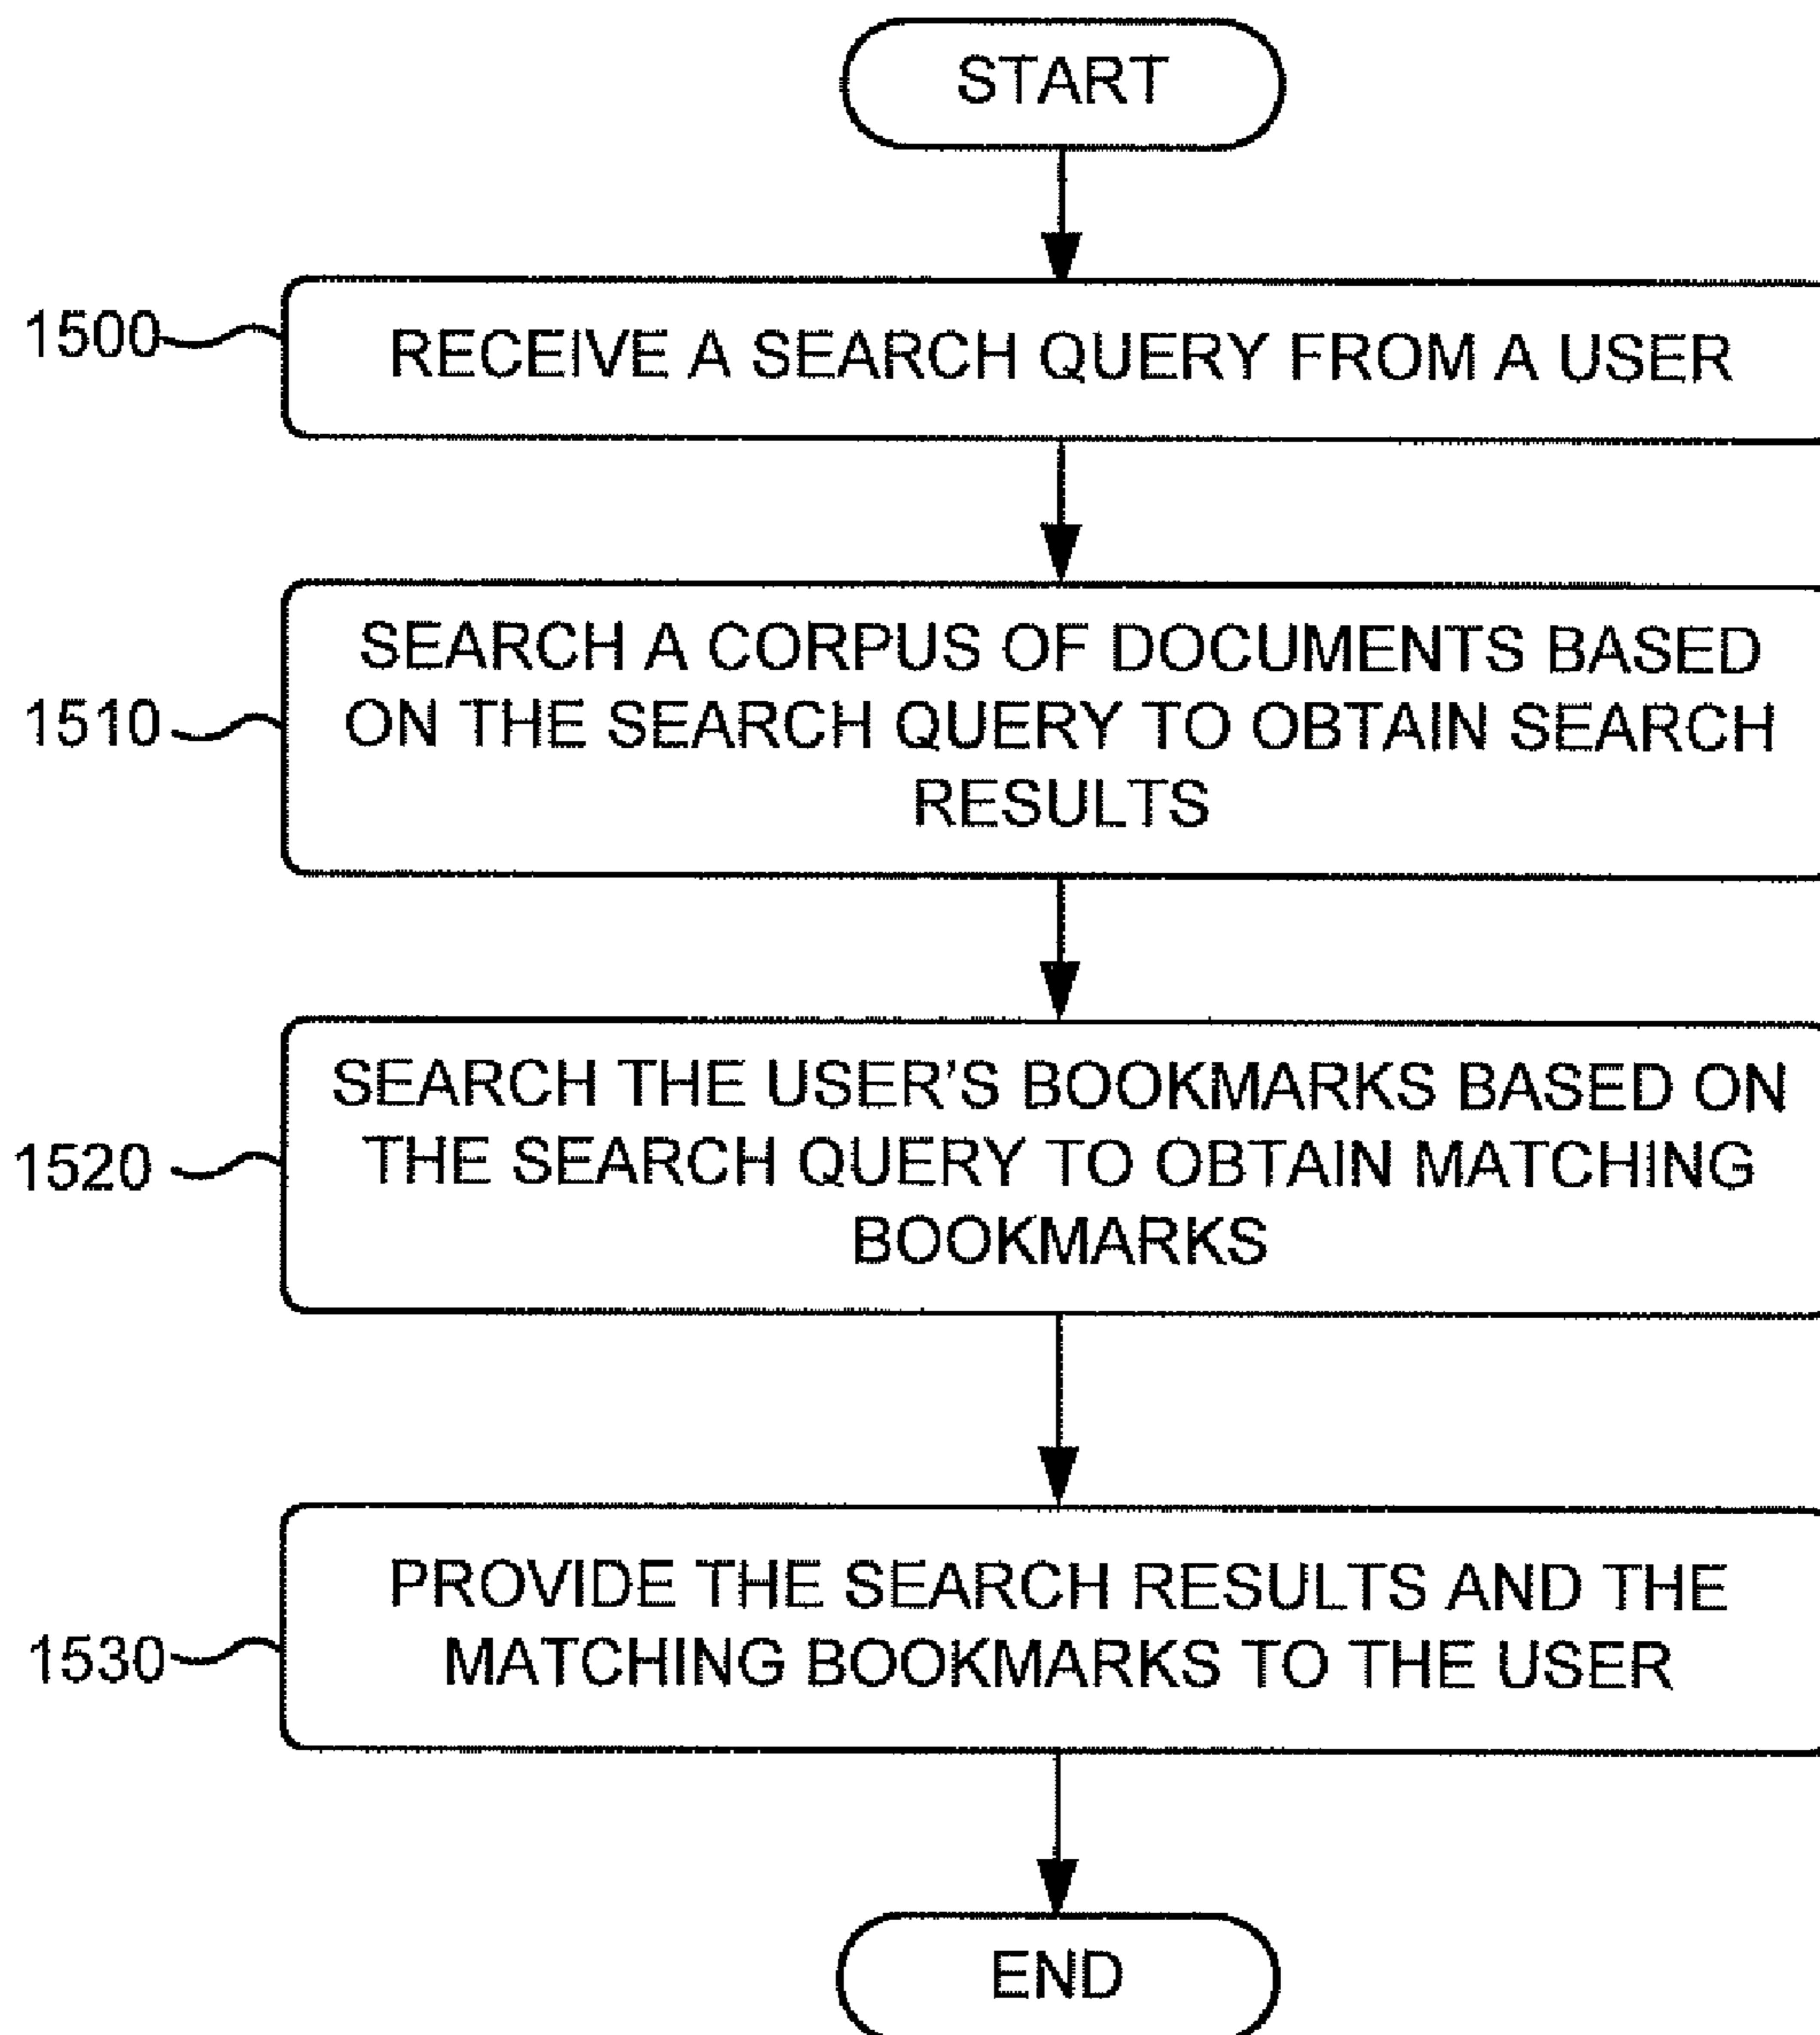 START
1500
RECEIVE A SEARCH QUERY FROM A USER
SEARCH A CORPUS OF DOCUMENTS BASED
1510
ON THE SEARCH QUERY TO OBTAIN SEARCH
RESULTS
SEARCH THE USER'S BOOKMARKS BASED ON
1520
THE SEARCH QUERY TO OBTAIN MATCHING
BOOKMARKS
PROVIDE THE SEARCH RESULTS AND THE
1530
MATCHING BOOKMARKS TO THE USER
END